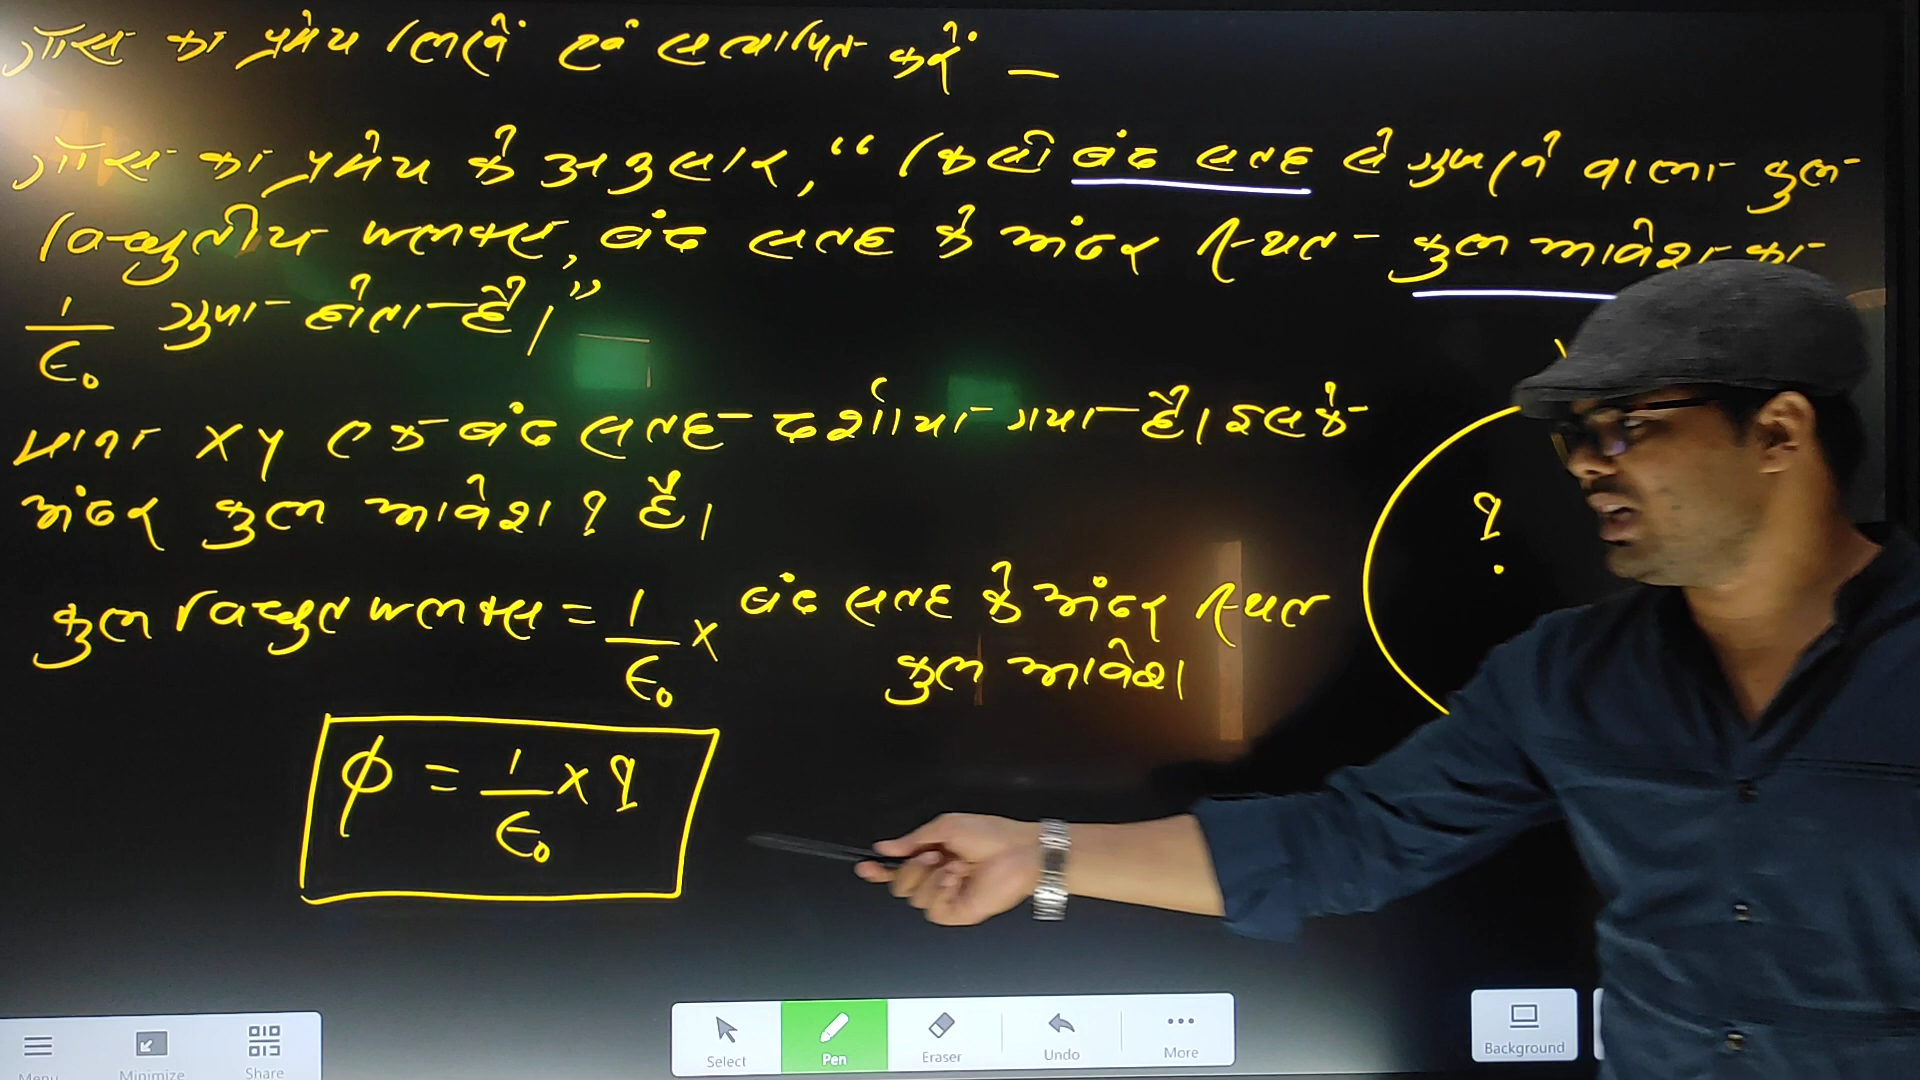 गॉस का प्रमेय लिखें एवं सत्यापित करें —
गॉस का प्रमेय के अनुसार, “किसी बंद सतह से गुजरने वाला कुल
विद्युतीय फ्लक्स, बंद सतह के अंदर स्थित कुल आवेश का
1/ϵ₀ गुणा होता है।”
माना XY एक बंद सतह दर्शाया गया है। इसके
अंदर कुल आवेश q है।
कुल विद्युत फ्लक्स = 1/ϵ₀ × बंद सतह के अंदर स्थित
कुल आवेश
q
ϕ = 1/ϵ₀ × q
Menu Minimize Share Select Pen Eraser Undo More Background